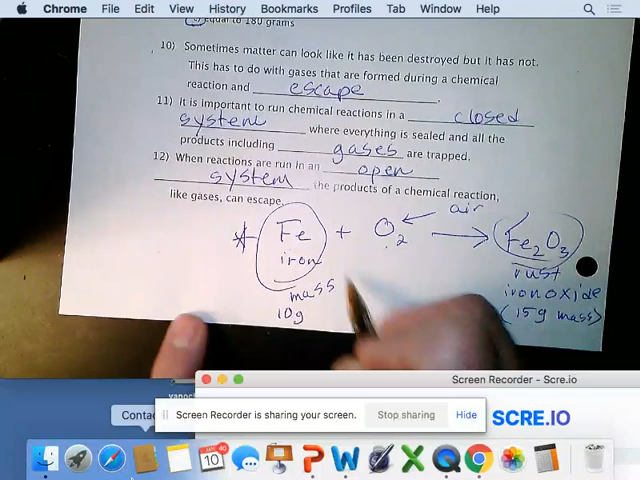 Chrome File Edit View History Bookmarks Profiles Tab Window Help
equal to 180 grams
10) Sometimes matter can look like it has been destroyed but it has not.
This has to do with gases that are formed during a chemical
reaction and escape.
11) It is important to run chemical reactions in a closed
system where everything is sealed and all the
products including gases are trapped.
12) When reactions are run in an open
system the products of a chemical reaction,
like gases, can escape.
air
Fe + O2 → Fe2O3
iron
rust
mass
iron oxide
10g
(15g mass)
Screen Recorder - Scre.io
Contac
Screen Recorder is sharing your screen. Stop sharing Hide
SCRE.IO
JAN
10